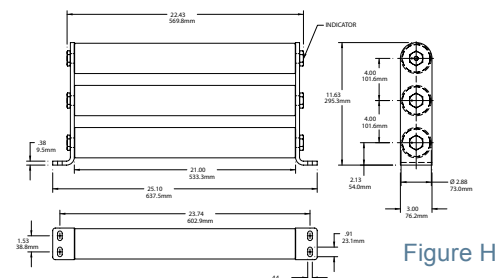 22.43
569.8mm
INDICATOR
4.00
101.6mm
11.63
295.3mm
4.00
101.6mm
.38
9.5mm
21.00
533.3mm
2.13
54.0mm
Ø 2.88
73.0mm
25.10
637.5mm
3.00
76.2mm
23.74
602.9mm
1.53
38.8mm
.91
23.1mm
Figure H
.44